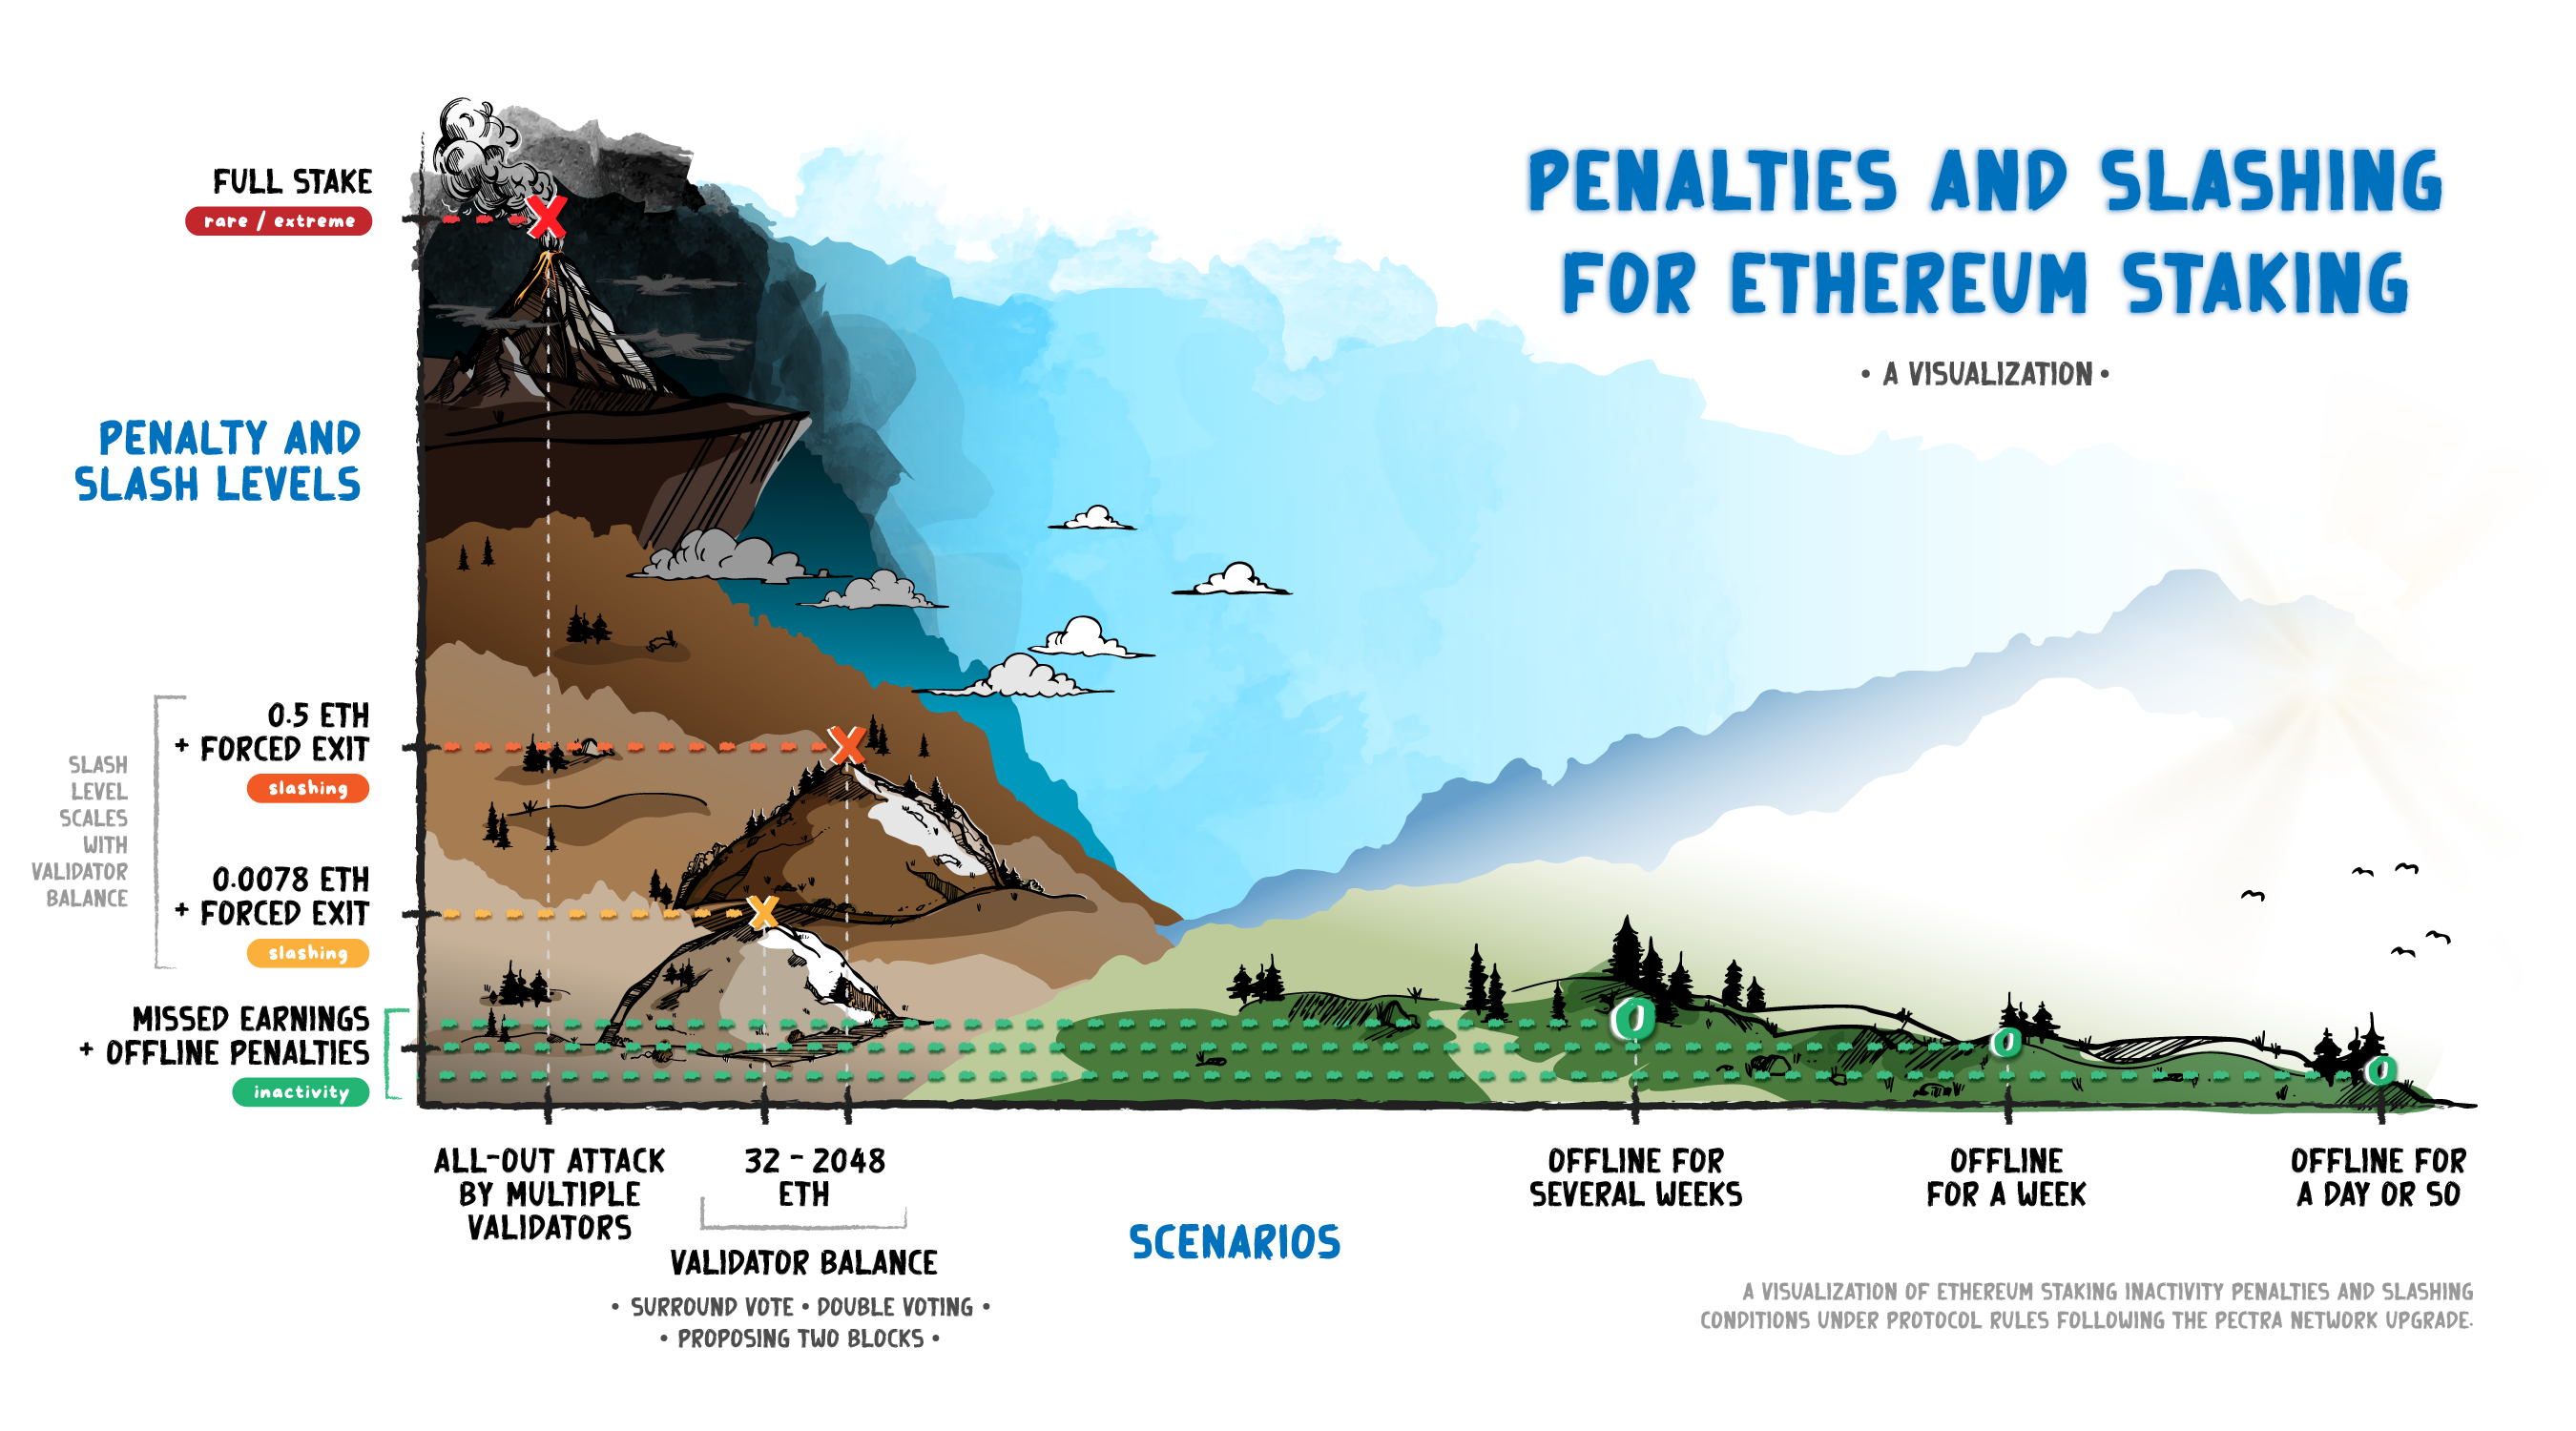 PENALTIES AND SLASHING
FOR ETHEREUM STAKING
• A VISUALIZATION •
FULL STAKE
rare / extreme
PENALTY AND
SLASH LEVELS
0.5 ETH
+ FORCED EXIT
slashing
SLASH
LEVEL
SCALES
WITH
VALIDATOR
BALANCE
0.0078 ETH
+ FORCED EXIT
slashing
MISSED EARNINGS
+ OFFLINE PENALTIES
inactivity
ALL-OUT ATTACK
BY MULTIPLE
VALIDATORS
32 - 2048
ETH
VALIDATOR BALANCE
• SURROUND VOTE • DOUBLE VOTING •
• PROPOSING TWO BLOCKS •
SCENARIOS
OFFLINE FOR
SEVERAL WEEKS
OFFLINE
FOR A WEEK
OFFLINE FOR
A DAY OR SO
A VISUALIZATION OF ETHEREUM STAKING INACTIVITY PENALTIES AND SLASHING
CONDITIONS UNDER PROTOCOL RULES FOLLOWING THE PECTRA NETWORK UPGRADE.